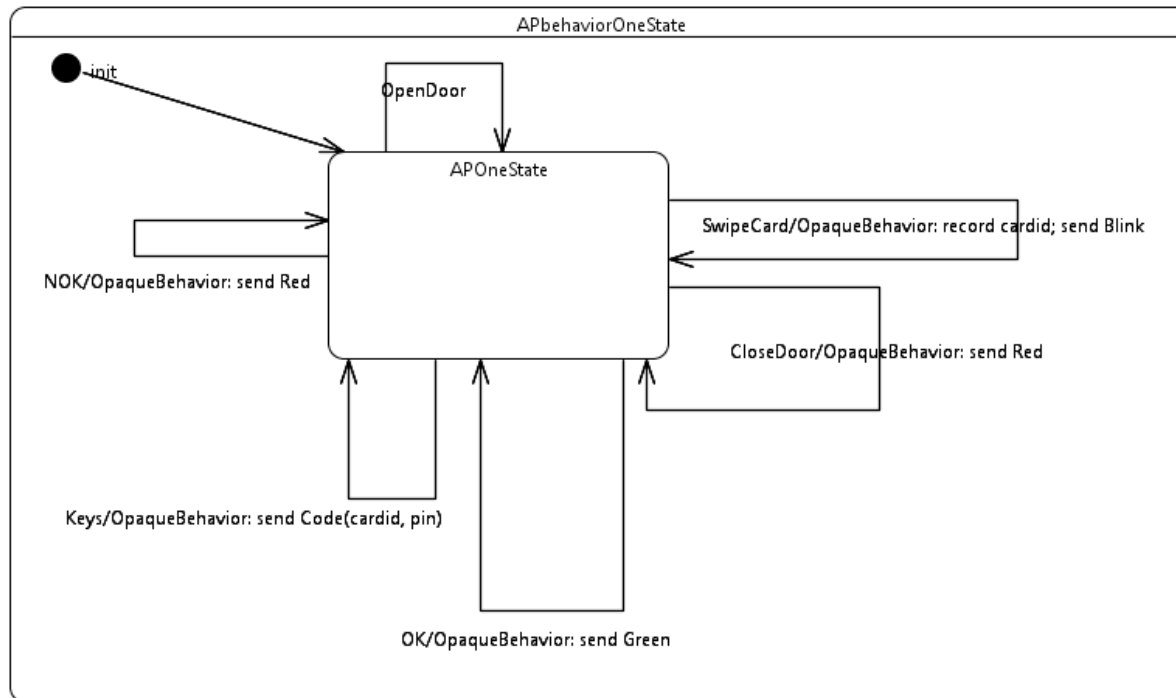 APbehaviorOneState
init
OpenDoor
APOneState
SwipeCard/OpaqueBehavior: record cardid; send Blink
NOK/OpaqueBehavior: send Red
CloseDoor/OpaqueBehavior: send Red
Keys/OpaqueBehavior: send Code(cardid, pin)
OK/OpaqueBehavior: send Green